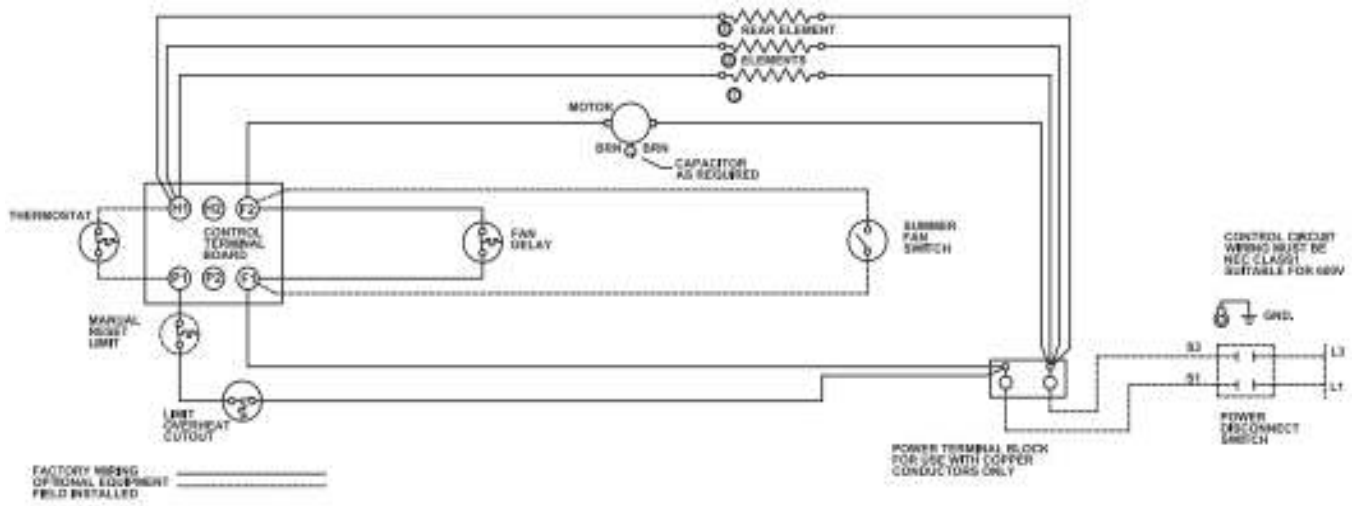 REAR ELEMENT
ELEMENTS
MOTOR
BRN BRN
CAPACITOR
AS REQUIRED
THERMOSTAT
H1 H2 F2
CONTROL
TERMINAL
BOARD
P1 P2 F1
FAN
DELAY
SUMMER
FAN
SWITCH
CONTROL CIRCUIT
WIRING MUST BE
NEC CLASS1
SUITABLE FOR 600V
GND.
MANUAL
RESET
LIMIT
L3
L1
LIMIT
OVERHEAT
CUTOUT
POWER
DISCONNECT
SWITCH
POWER TERMINAL BLOCK
FOR USE WITH COPPER
CONDUCTORS ONLY
FACTORY WIRING
OPTIONAL EQUIPMENT
FIELD INSTALLED